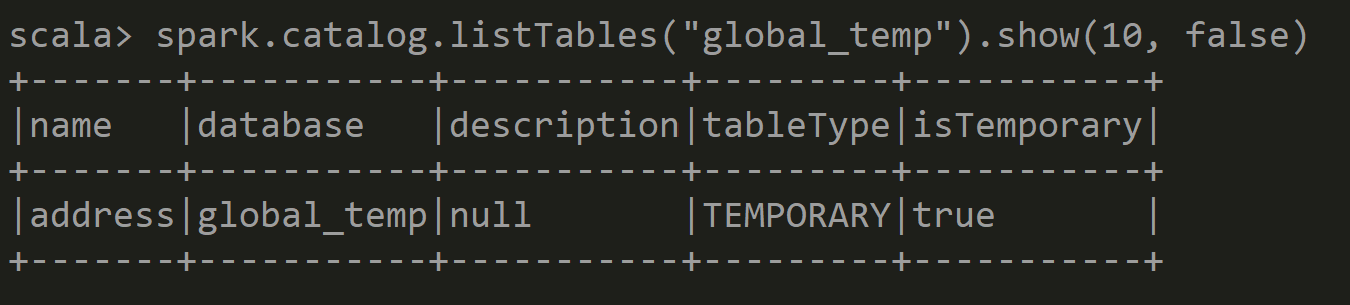 scala> spark.catalog.listTables("global_temp").show(10, false)
+-------+-----------+-----------+---------+-----------+
|name   |database   |description|tableType|isTemporary|
+-------+-----------+-----------+---------+-----------+
|address|global_temp|null       |TEMPORARY|true       |
+-------+-----------+-----------+---------+-----------+